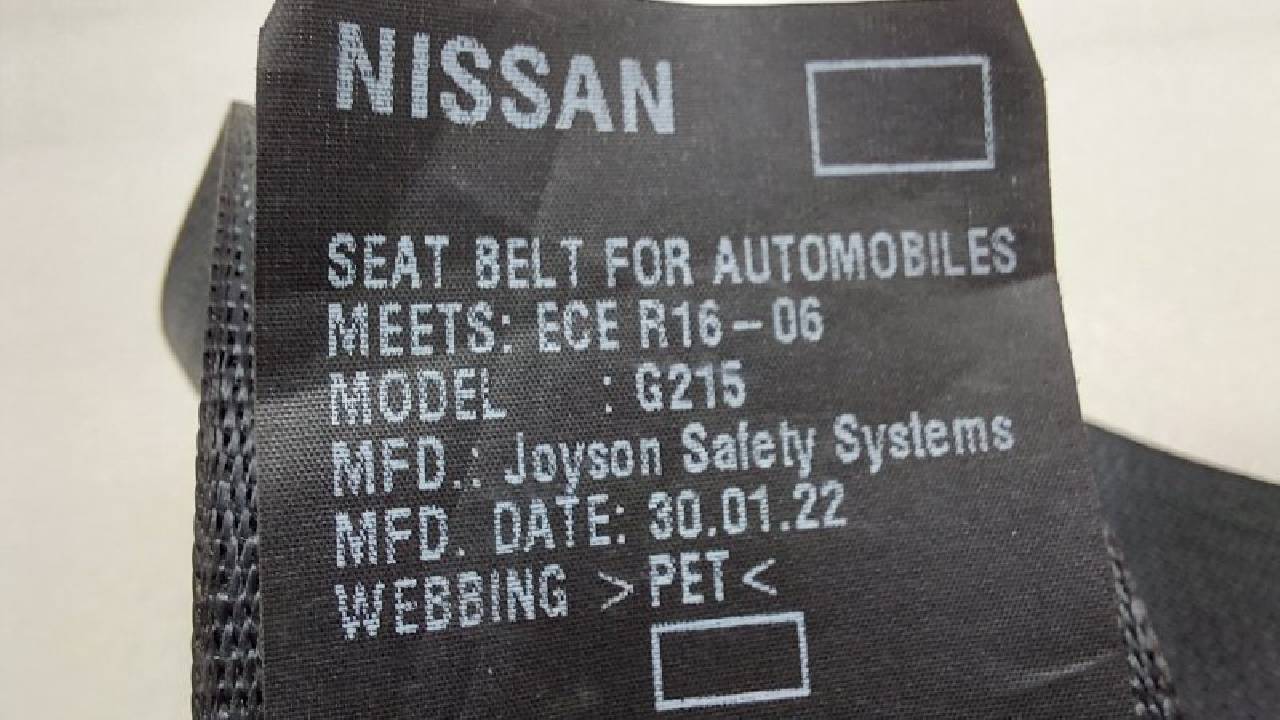 NISSAN
SEAT BELT FOR AUTOMOBILES
MEETS: ECE R16-06
MODEL : G215
MFD.: Joyson Safety Systems
MFD. DATE: 30.01.22
WEBBING >PET<